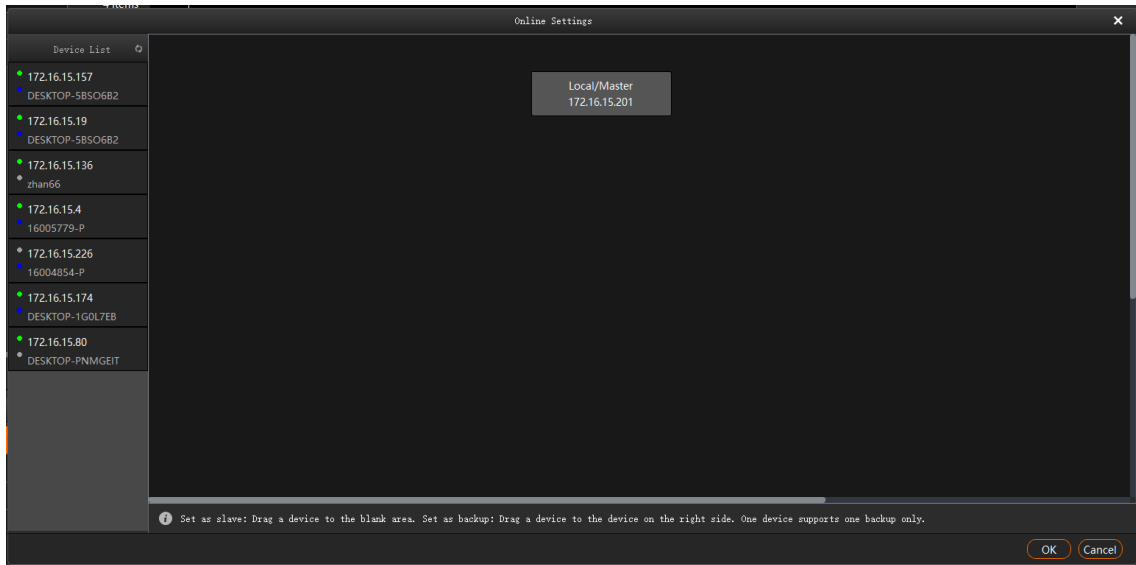 4 items
Online Settings
Device List
Local/Master
172.16.15.201
172.16.15.157
DESKTOP-5BSO6B2
172.16.15.19
DESKTOP-5BSO6B2
172.16.15.136
zhan66
172.16.15.4
16005779-P
172.16.15.226
16004854-P
172.16.15.174
DESKTOP-1G0L7EB
172.16.15.80
DESKTOP-PNMGEIT
Set as slave: Drag a device to the blank area. Set as backup: Drag a device to the device on the right side. One device supports one backup only.
OK
Cancel